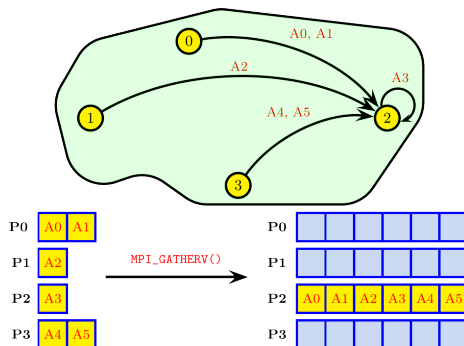 0
A0, A1
A2
A3
1
A4, A5
2
3
P0 A0 A1 P0
P1 A2 MPI_GATHERV() P1
P2 A3 P2 A0 A1 A2 A3 A4 A5
P3 A4 A5 P3